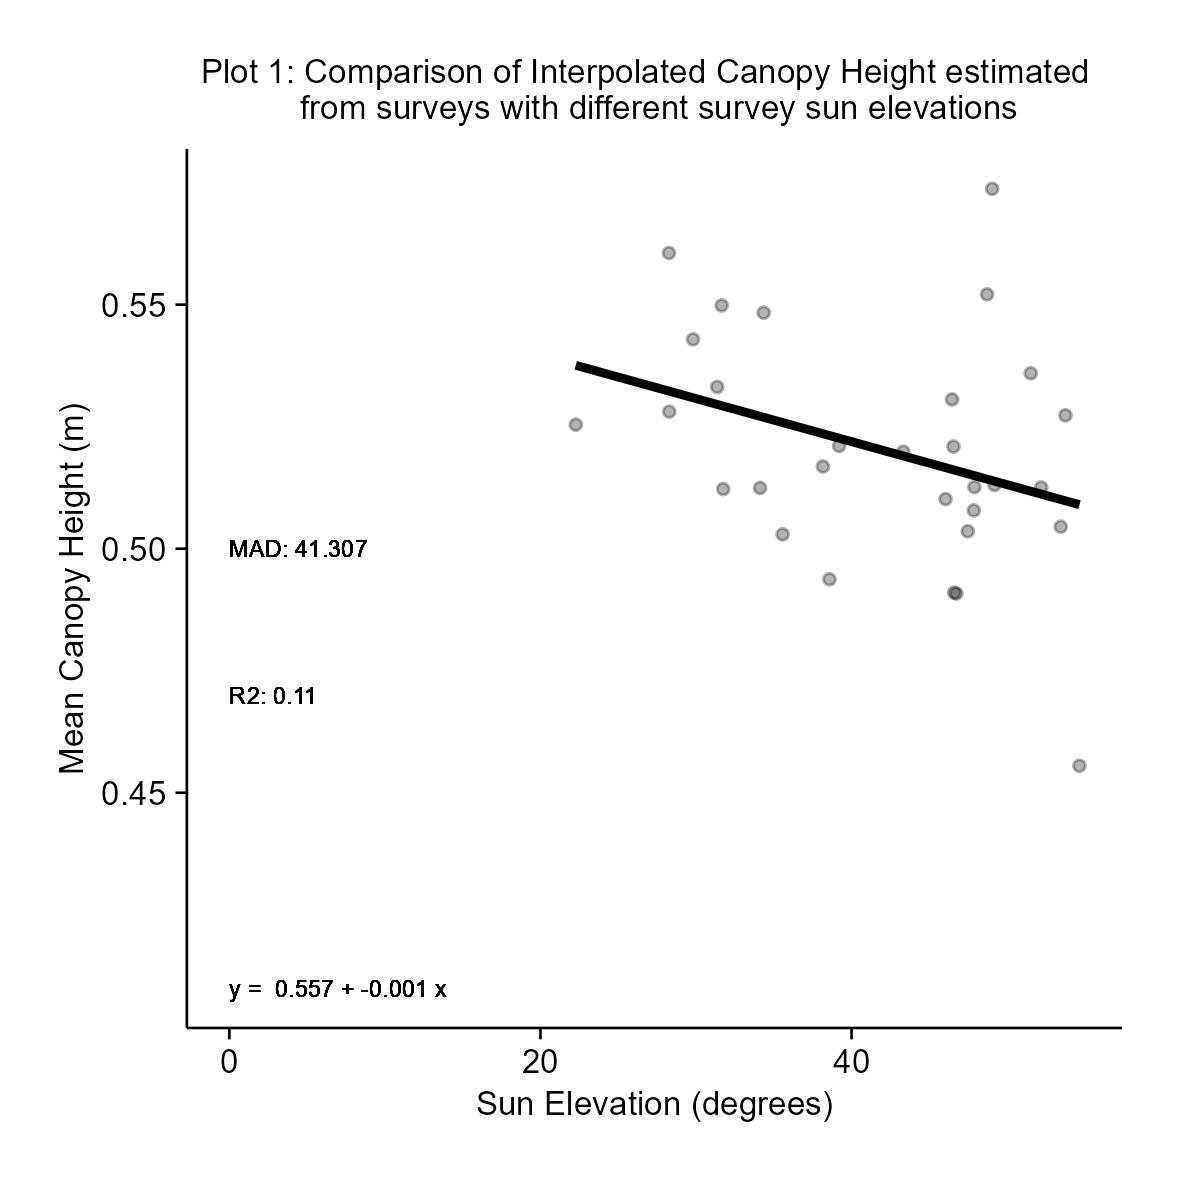 Plot 1: Comparison of Interpolated Canopy Height estimated
from surveys with different survey sun elevations
Mean Canopy Height (m)
0.55
0.50
0.45
MAD: 41.307
R2: 0.11
y =  0.557 + -0.001 x
0
20
40
Sun Elevation (degrees)